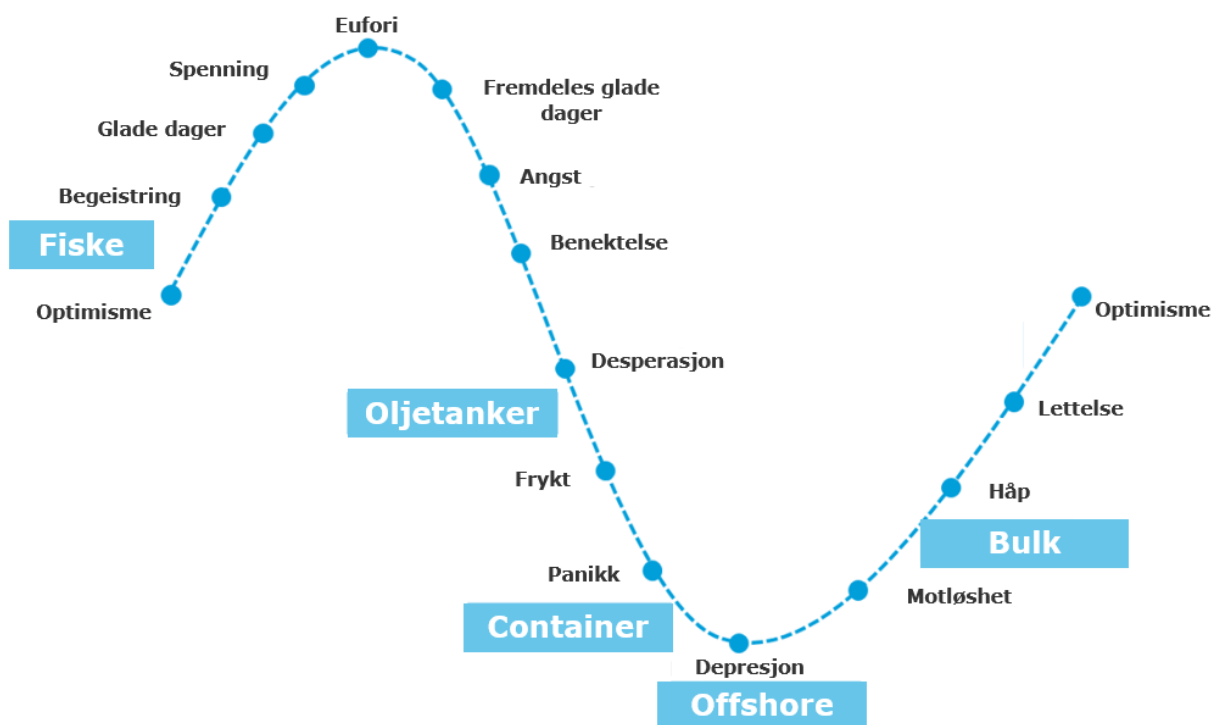 Eufori
Spenning
Fremdeles glade
dager
Glade dager
Angst
Begeistring
Benektelse
Fiske
Optimisme
Optimisme
Desperasjon
Oljetanker
Lettelse
Frykt
Håp
Bulk
Panikk
Motløshet
Container
Depresjon
Offshore